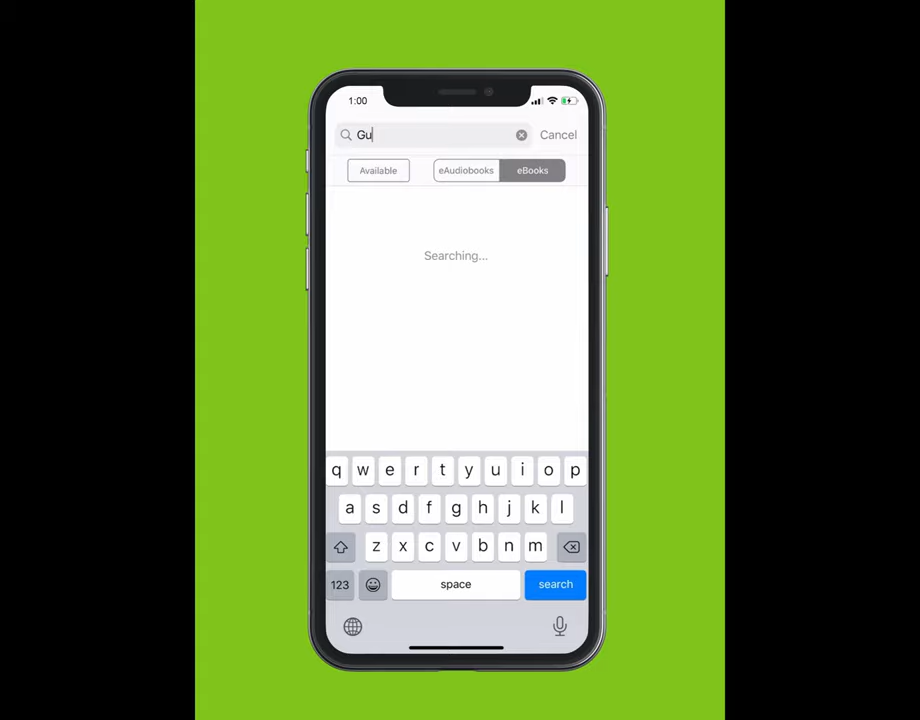 1:00
Gu
Cancel
Available
eAudiobooks
eBooks
Searching...
q w e r t y u i o p
a s d f g h j k l
z x c v b n m
123
space
search